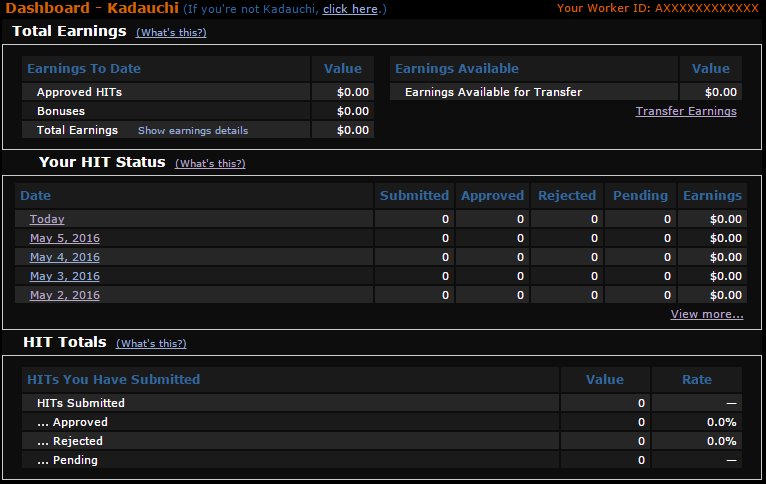 Dashboard - Kadauchi (If you're not Kadauchi, click here.) Your Worker ID: AXXXXXXXXXXXXX
Total Earnings (What's this?)
Earnings To Date Value Earnings Available Value
Approved HITs $0.00 Earnings Available for Transfer $0.00
Bonuses $0.00 Transfer Earnings
Total Earnings Show earnings details $0.00
Your HIT Status (What's this?)
Date Submitted Approved Rejected Pending Earnings
Today 0 0 0 0 $0.00
May 5, 2016 0 0 0 0 $0.00
May 4, 2016 0 0 0 0 $0.00
May 3, 2016 0 0 0 0 $0.00
May 2, 2016 0 0 0 0 $0.00
View more...
HIT Totals (What's this?)
HITs You Have Submitted Value Rate
HITs Submitted 0 —
... Approved 0 0.0%
... Rejected 0 0.0%
... Pending 0 —